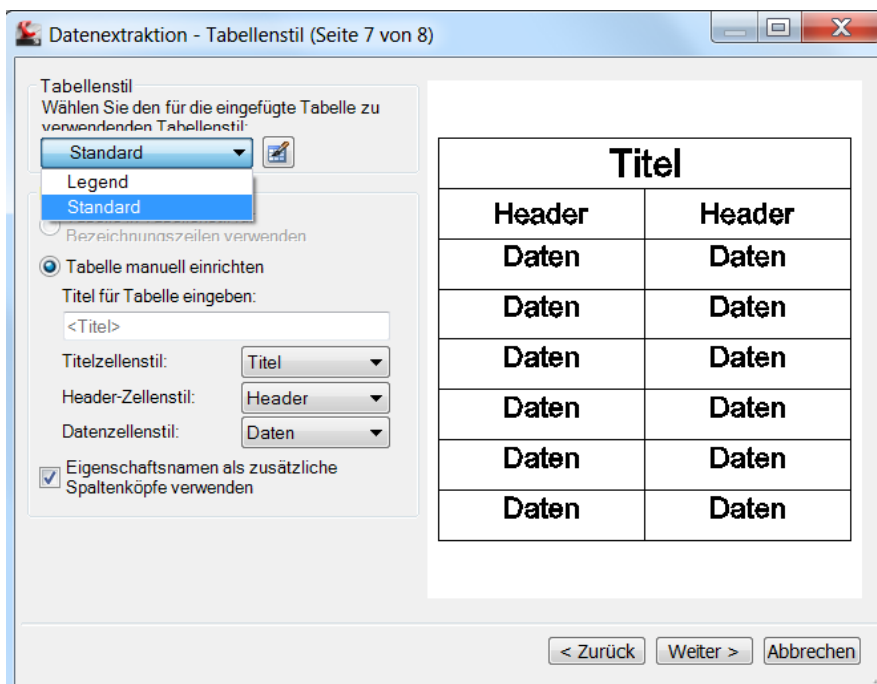 Datenextraktion - Tabellenstil (Seite 7 von 8)
Tabellenstil
Wählen Sie den für die eingefügte Tabelle zu
verwendenden Tabellenstil:
Standard
Legend
Standard
Bezeichnungszeilen verwenden
Tabelle manuell einrichten
Titel für Tabelle eingeben:
<Titel>
Titelzellenstil:
Titel
Header-Zellenstil:
Header
Datenzellenstil:
Daten
Eigenschaftsnamen als zusätzliche
Spaltenköpfe verwenden
Titel
Header Header
Daten Daten
Daten Daten
Daten Daten
Daten Daten
Daten Daten
Daten Daten
< Zurück
Weiter >
Abbrechen